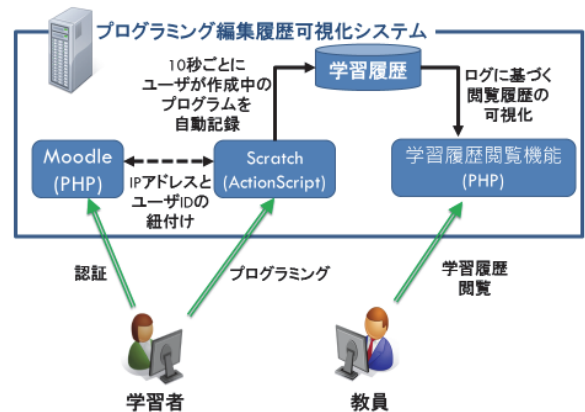 プログラミング編集履歴可視化システム
10秒ごとに
ユーザが作成中の
プログラムを
自動記録
学習履歴
ログに基づく
閲覧履歴の
可視化
Moodle
(PHP)
IPアドレスと
ユーザIDの
紐付け
Scratch
(ActionScript)
学習履歴閲覧機能
(PHP)
認証
プログラミング
学習履歴
閲覧
学習者
教員